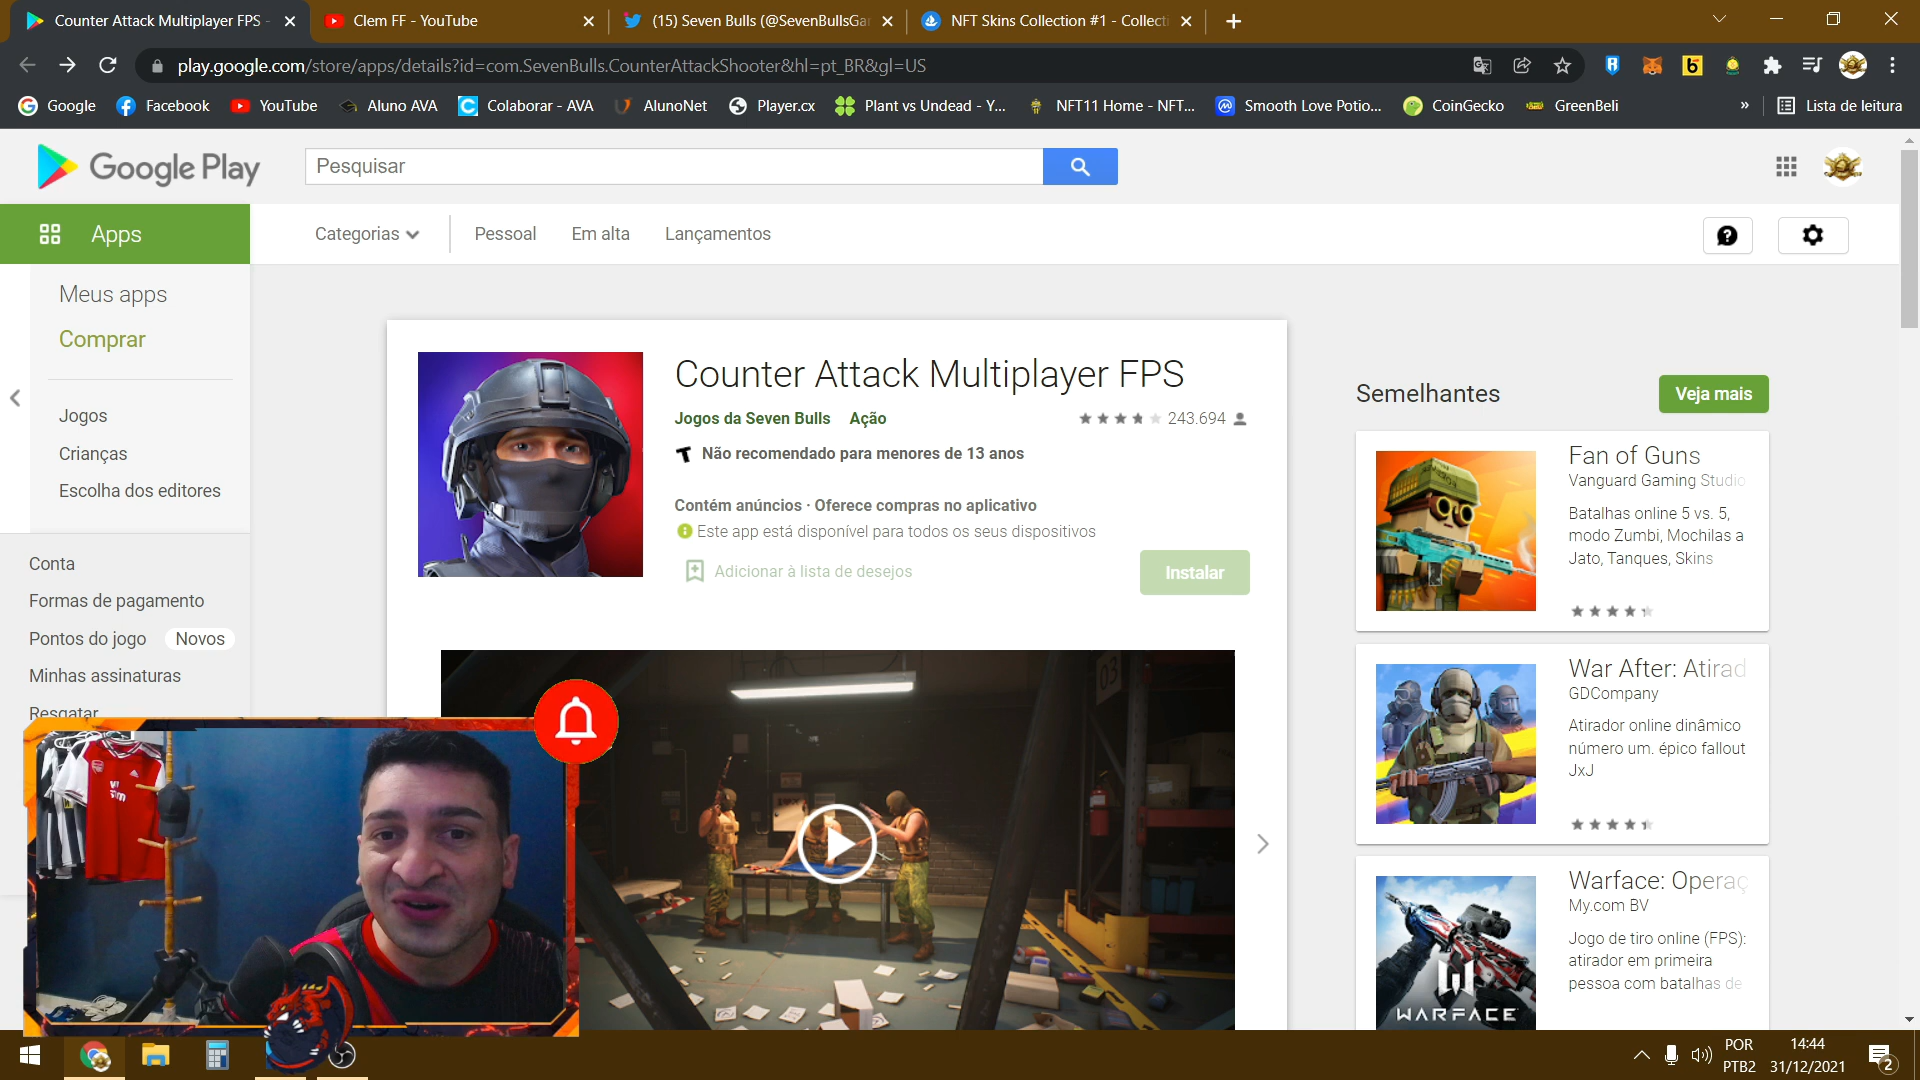 Counter Attack Multiplayer FPS -
Clem FF - YouTube
(15) Seven Bulls (@SevenBullsGa
NFT Skins Collection #1 - Collecti
play.google.com/store/apps/details?id=com.SevenBulls.CounterAttackShooter&hl=pt_BR&gl=US
Google
Facebook
YouTube
Aluno AVA
Colaborar - AVA
AlunoNet
Player.cx
Plant vs Undead - Y...
NFT11 Home - NFT...
Smooth Love Potio...
CoinGecko
GreenBeli
»
Lista de leitura
Google Play
Pesquisar
Apps
Categorias
Pessoal
Em alta
Lançamentos
Meus apps
Comprar
Jogos
Crianças
Escolha dos editores
Conta
Formas de pagamento
Pontos do jogo Novos
Minhas assinaturas
Resgatar
Counter Attack Multiplayer FPS
Jogos da Seven Bulls Ação
243.694
Não recomendado para menores de 13 anos
Contém anúncios · Oferece compras no aplicativo
Este app está disponível para todos os seus dispositivos
Adicionar à lista de desejos
Instalar
03
Semelhantes
Veja mais
Fan of Guns
Vanguard Gaming Studio
Batalhas online 5 vs. 5,
modo Zumbi, Mochilas a
Jato, Tanques, Skins
War After: Atirad
GDCompany
Atirador online dinâmico
número um. épico fallout
JxJ
Warface: Operaç
My.com BV
Jogo de tiro online (FPS):
atirador em primeira
pessoa com batalhas de
WARFACE
POR
PTB2
14:44
31/12/2021
2